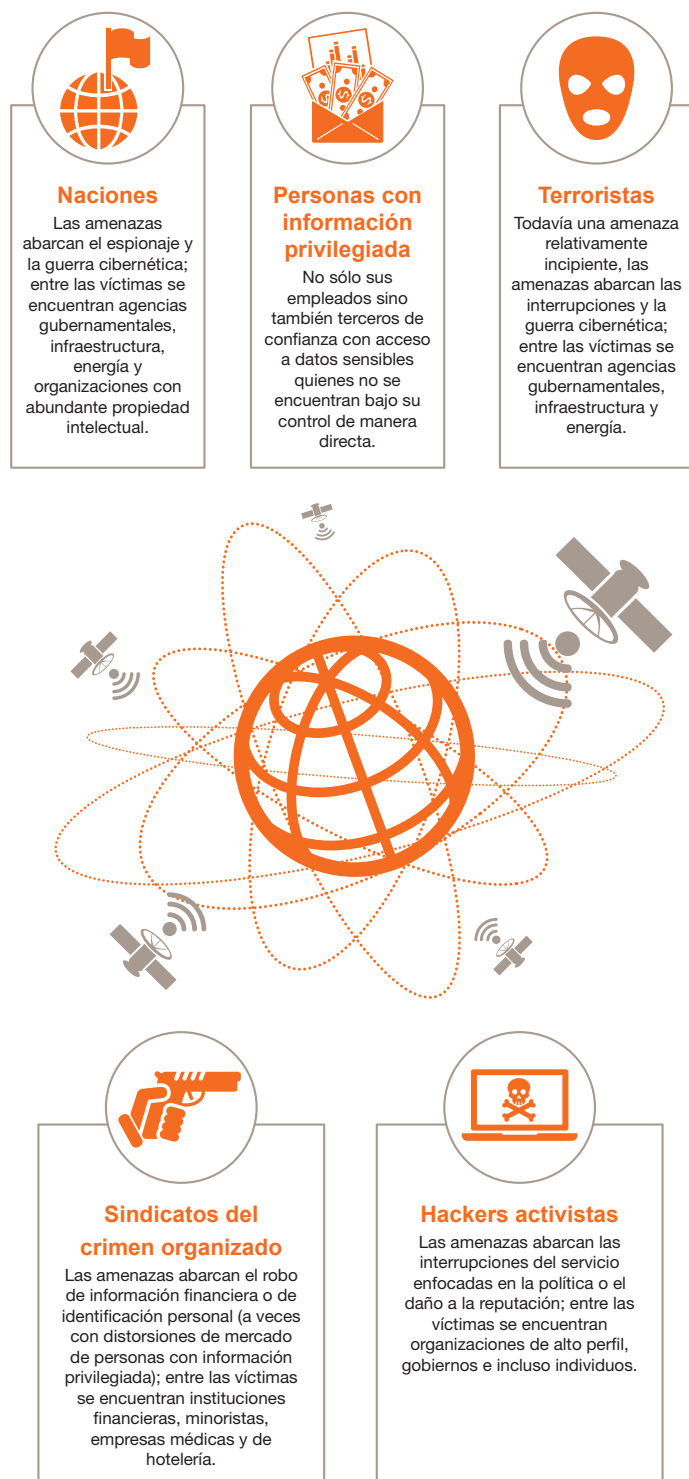 Naciones
Las amenazas
abarcan el espionaje y
la guerra cibernética;
entre las víctimas se
encuentran agencias
gubernamentales,
infraestructura,
energía y
organizaciones con
abundante propiedad
intelectual.
Personas con
información
privilegiada
No sólo sus
empleados sino
también terceros de
confianza con acceso
a datos sensibles
quienes no se
encuentran bajo su
control de manera
directa.
Terroristas
Todavía una amenaza
relativamente
incipiente, las
amenazas abarcan las
interrupciones y la
guerra cibernética;
entre las víctimas se
encuentran agencias
gubernamentales,
infraestructura y
energía.
Sindicatos del
crimen organizado
Las amenazas abarcan el robo
de información financiera o de
identificación personal (a veces
con distorsiones de mercado
de personas con información
privilegiada); entre las víctimas
se encuentran instituciones
financieras, minoristas,
empresas médicas y de
hotelería.
Hackers activistas
Las amenazas abarcan las
interrupciones del servicio
enfocadas en la política o el
daño a la reputación; entre las
víctimas se encuentran
organizaciones de alto perfil,
gobiernos e incluso individuos.